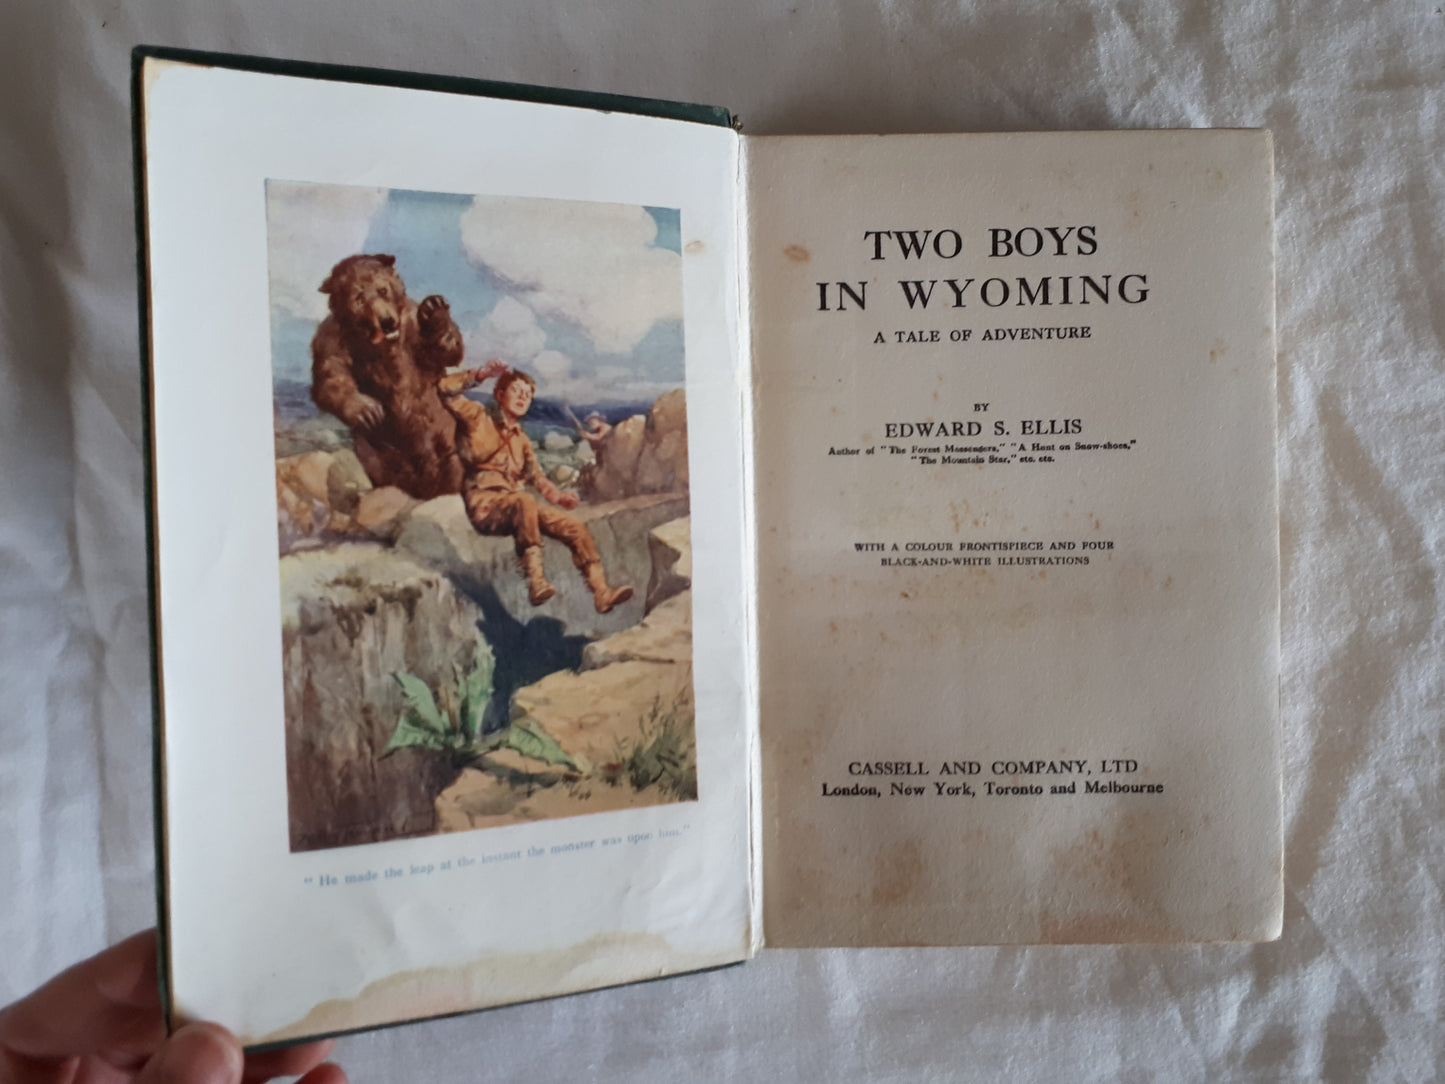 "He made the leap at the instant the monster was upon him."
TWO BOYS
IN WYOMING
A TALE OF ADVENTURE
BY
EDWARD S. ELLIS
Author of "The Forest Messengers," "A Hunt on Snow-shoes,"
"The Mountain Star," etc. etc.
WITH A COLOUR FRONTISPIECE AND FOUR
BLACK-AND-WHITE ILLUSTRATIONS
CASSELL AND COMPANY, LTD
London, New York, Toronto and Melbourne